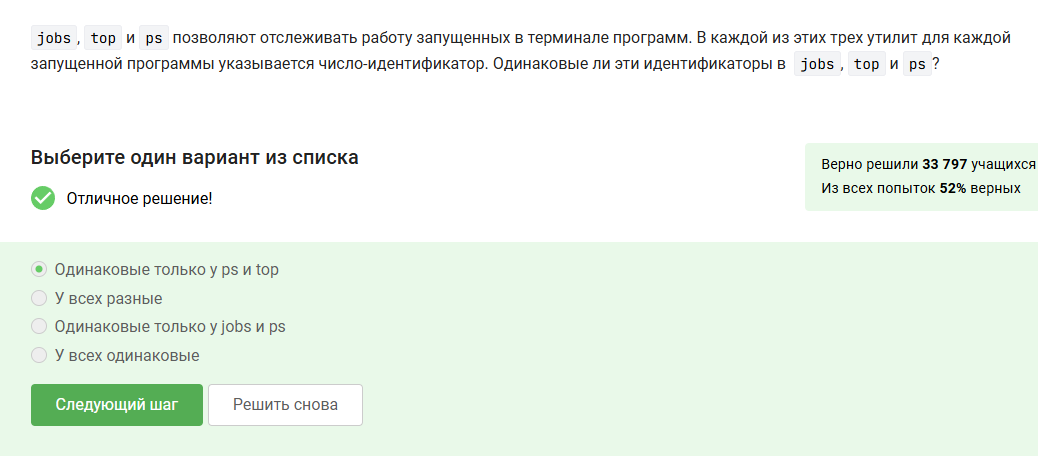 jobs, top и ps позволяют отслеживать работу запущенных в терминале программ. В каждой из этих трех утилит для каждой
запущенной программы указывается число-идентификатор. Одинаковые ли эти идентификаторы в jobs, top и ps?
Выберите один вариант из списка
Верно решили 33 797 учащихся
Из всех попыток 52% верных
Отличное решение!
Одинаковые только у ps и top
У всех разные
Одинаковые только у jobs и ps
У всех одинаковые
Следующий шаг
Решить снова